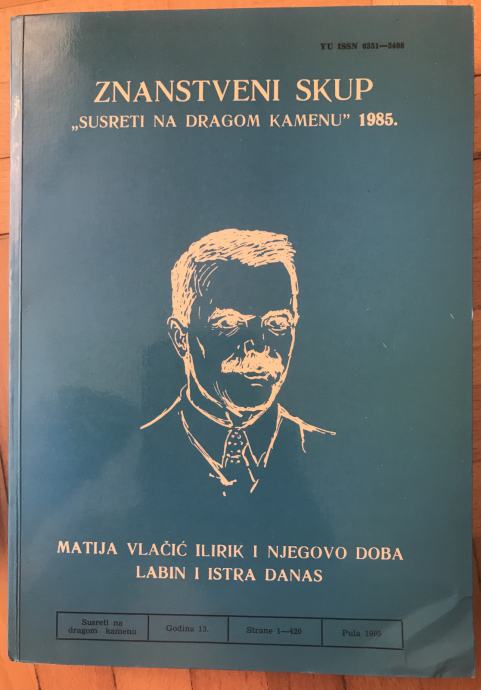 YU ISSN 0351-3408
ZNANSTVENI SKUP
„SUSRETI NA DRAGOM KAMENU” 1985.
MATIJA VLAČIĆ ILIRIK I NJEGOVO DOBA
LABIN I ISTRA DANAS
Susreti na
dragom kamenu
Godina 13.
Strane 1—420
Pula 1985